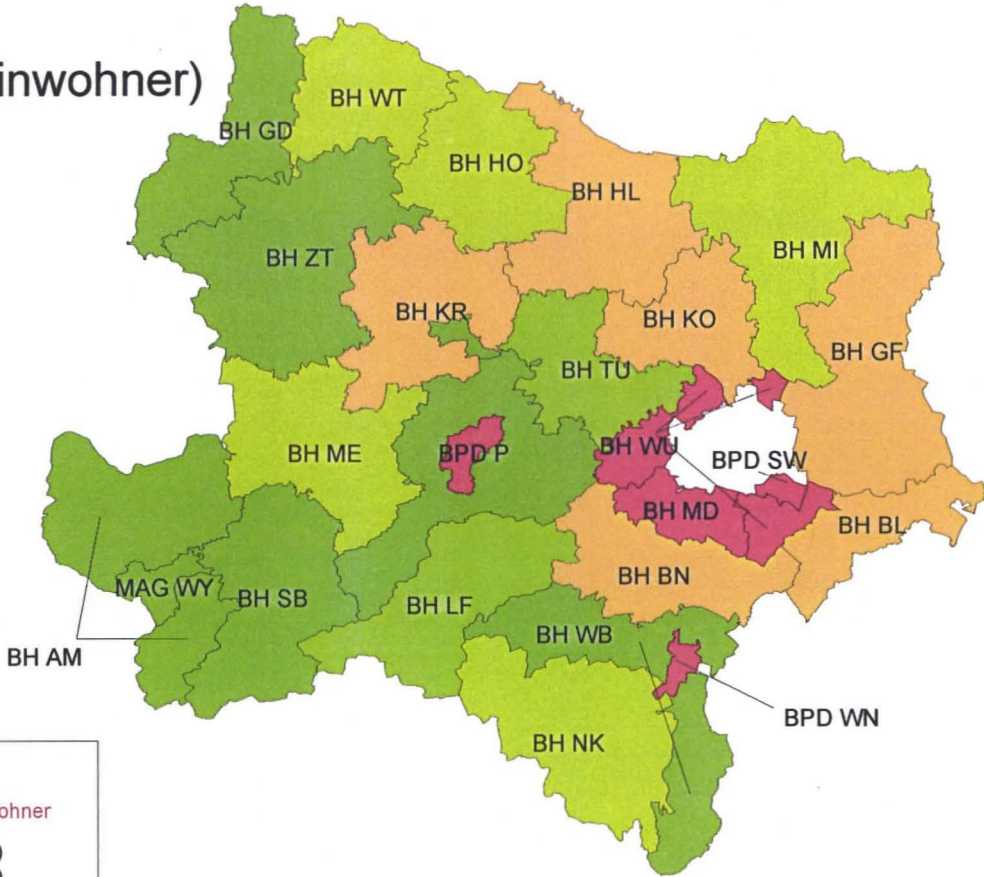 inwohner)
BH WT
BH GD
BH HO
BH HL
BH MI
BH ZT
BH KR
BH KO
BH GF
BH TU
BH ME
BPD P
BH WU
BPD SW
BH MD
BH BL
BH BN
MAG WY
BH SB
BH LF
BH WB
BH AM
BPD WN
BH NK
ohner